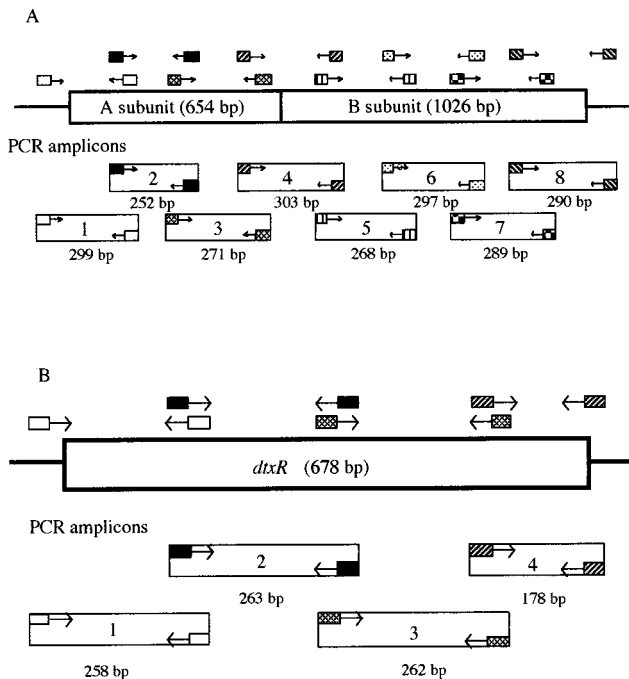 A
A subunit (654 bp) B subunit (1026 bp)
PCR amplicons
2 4 6 8
252 bp 303 bp 297 bp 290 bp
1 3 5 7
299 bp 271 bp 268 bp 289 bp
B
dtxR (678 bp)
PCR amplicons
2 4
263 bp 178 bp
1 3
258 bp 262 bp